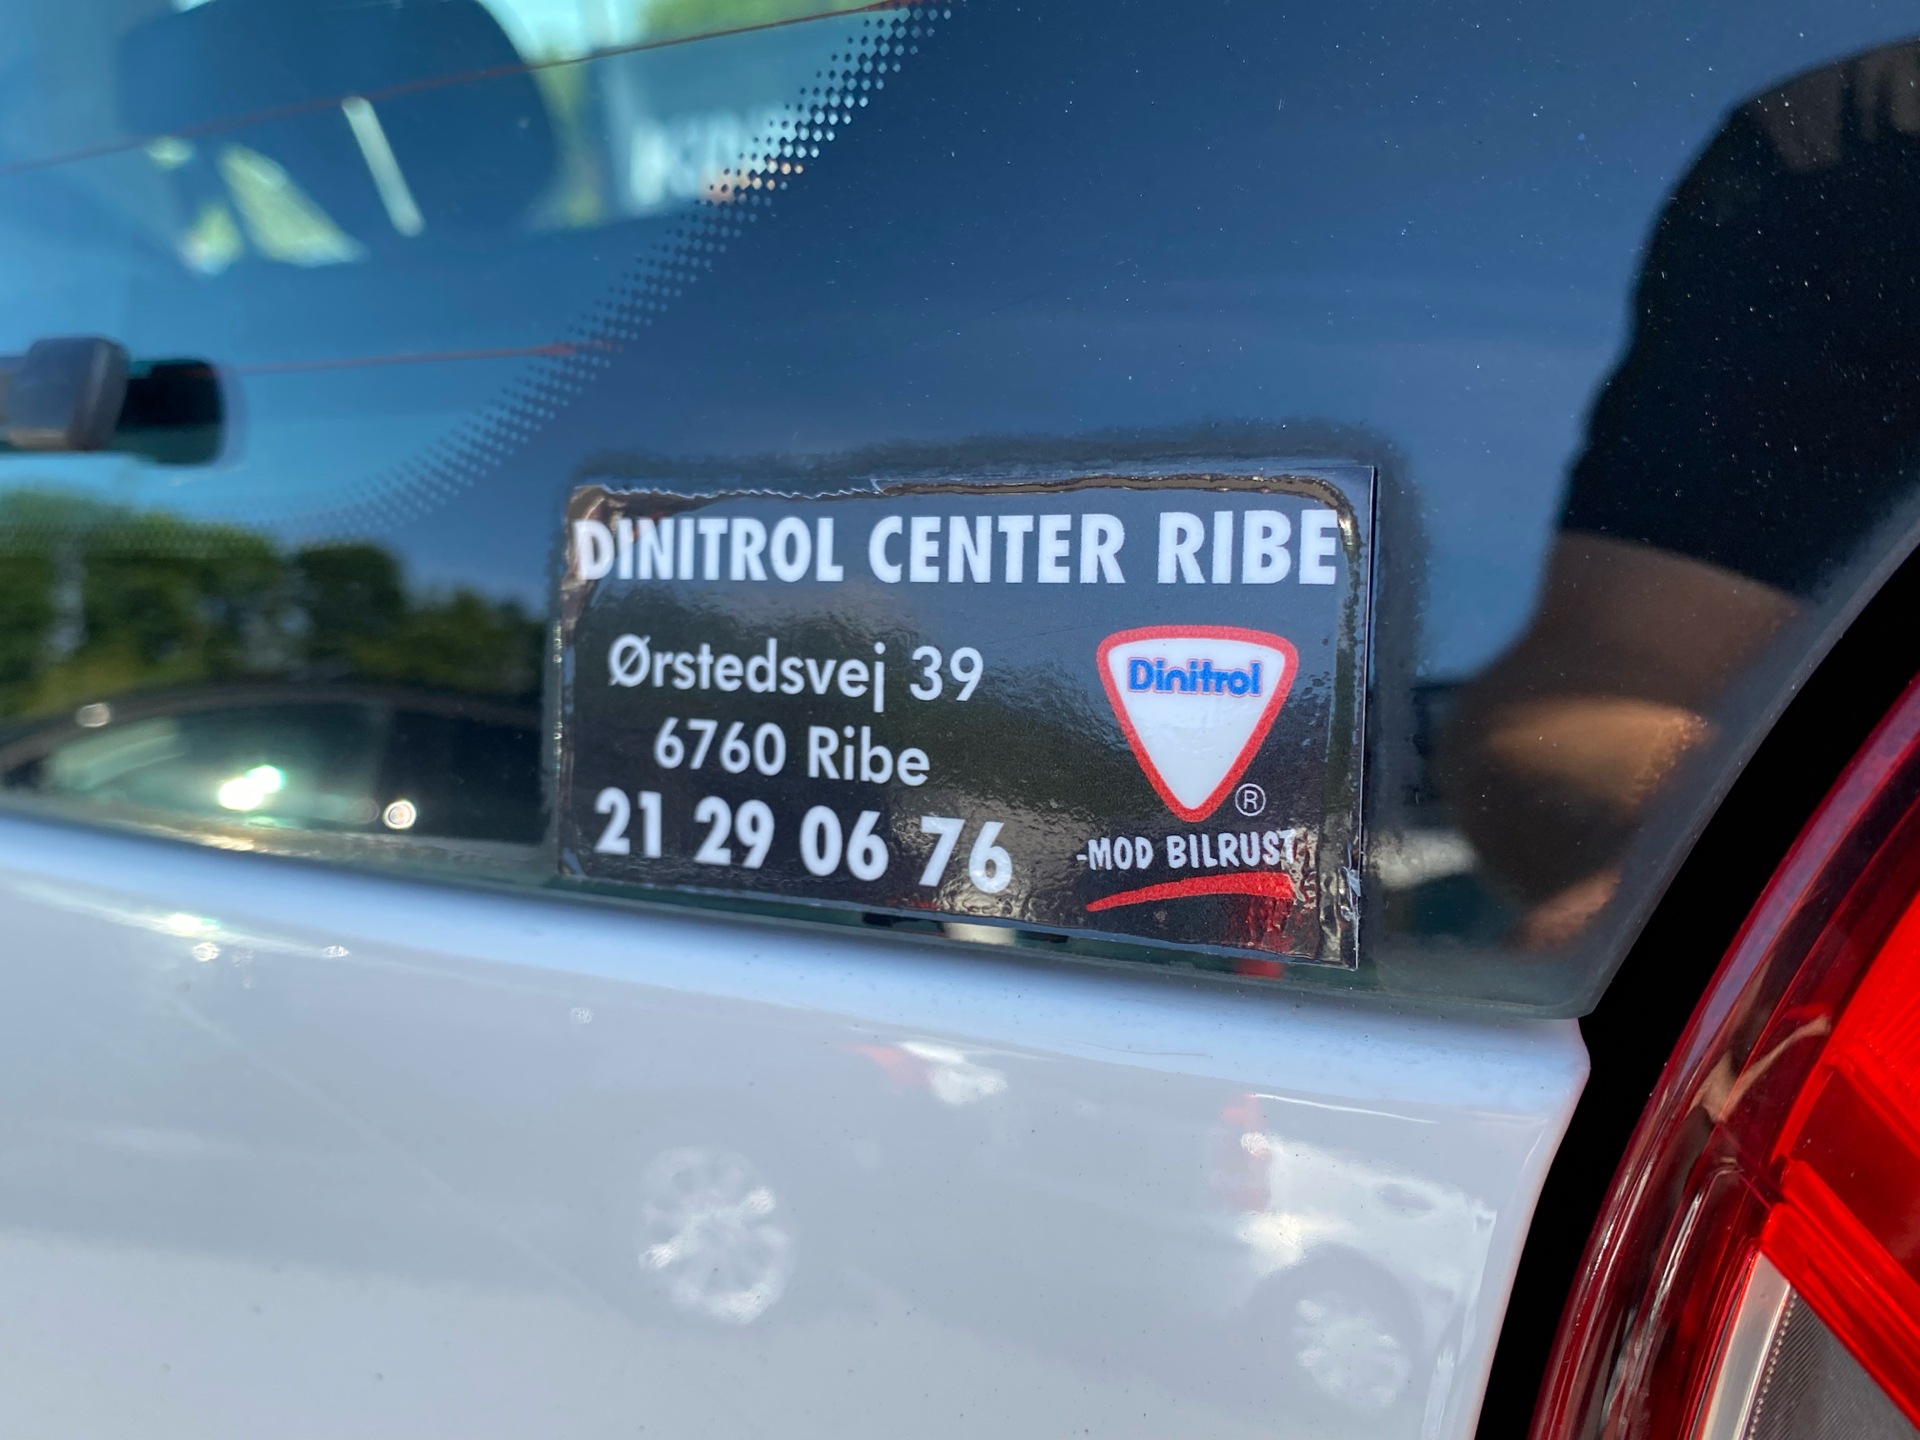 DINITROL CENTER RIBE
Ørstedsvej 39
6760 Ribe
21 29 06 76
Dinitrol
®
-MOD BILRUST